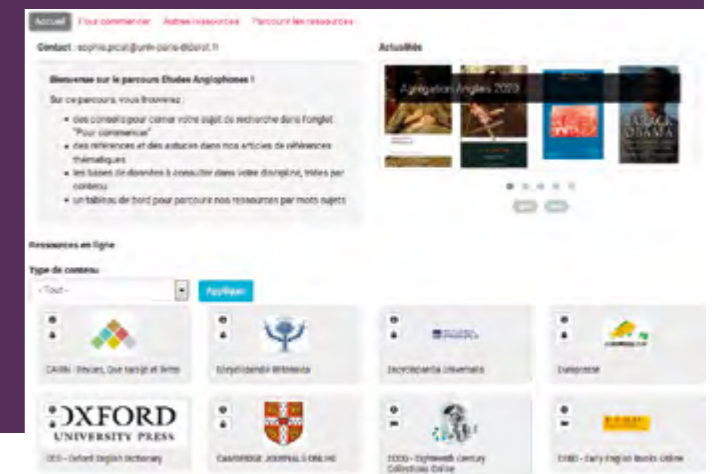 Accueil Pour commencer Autres ressources Parcourir les ressources
Contact : sophie.picat@univ-paris-diderot.fr
Actualités
Bienvenue sur le parcours Etudes Anglophones !
Sur ce parcours, vous trouverez :
• des conseils pour cerner votre sujet de recherche dans l'onglet
"Pour commencer"
• des références et des astuces dans nos articles de références
thématiques
• les bases de données à consulter dans votre discipline, triées par
contenu
• un tableau de bord pour parcourir nos ressources par mots sujets
Agrégation Anglais 2020
BARACK
OBAMA
Ressources en ligne
Type de contenu
- Tout -
Appliquer
CAIRN - Revues, Que sais-je et livres
Encyclopaedia Britannica
Encyclopaedia Universalis
Europresse
OXFORD
UNIVERSITY PRESS
OED - Oxford English Dictionary
CAMBRIDGE JOURNALS ONLINE
ECCO - Eighteenth Century
Collections Online
EEBO - Early English Books Online